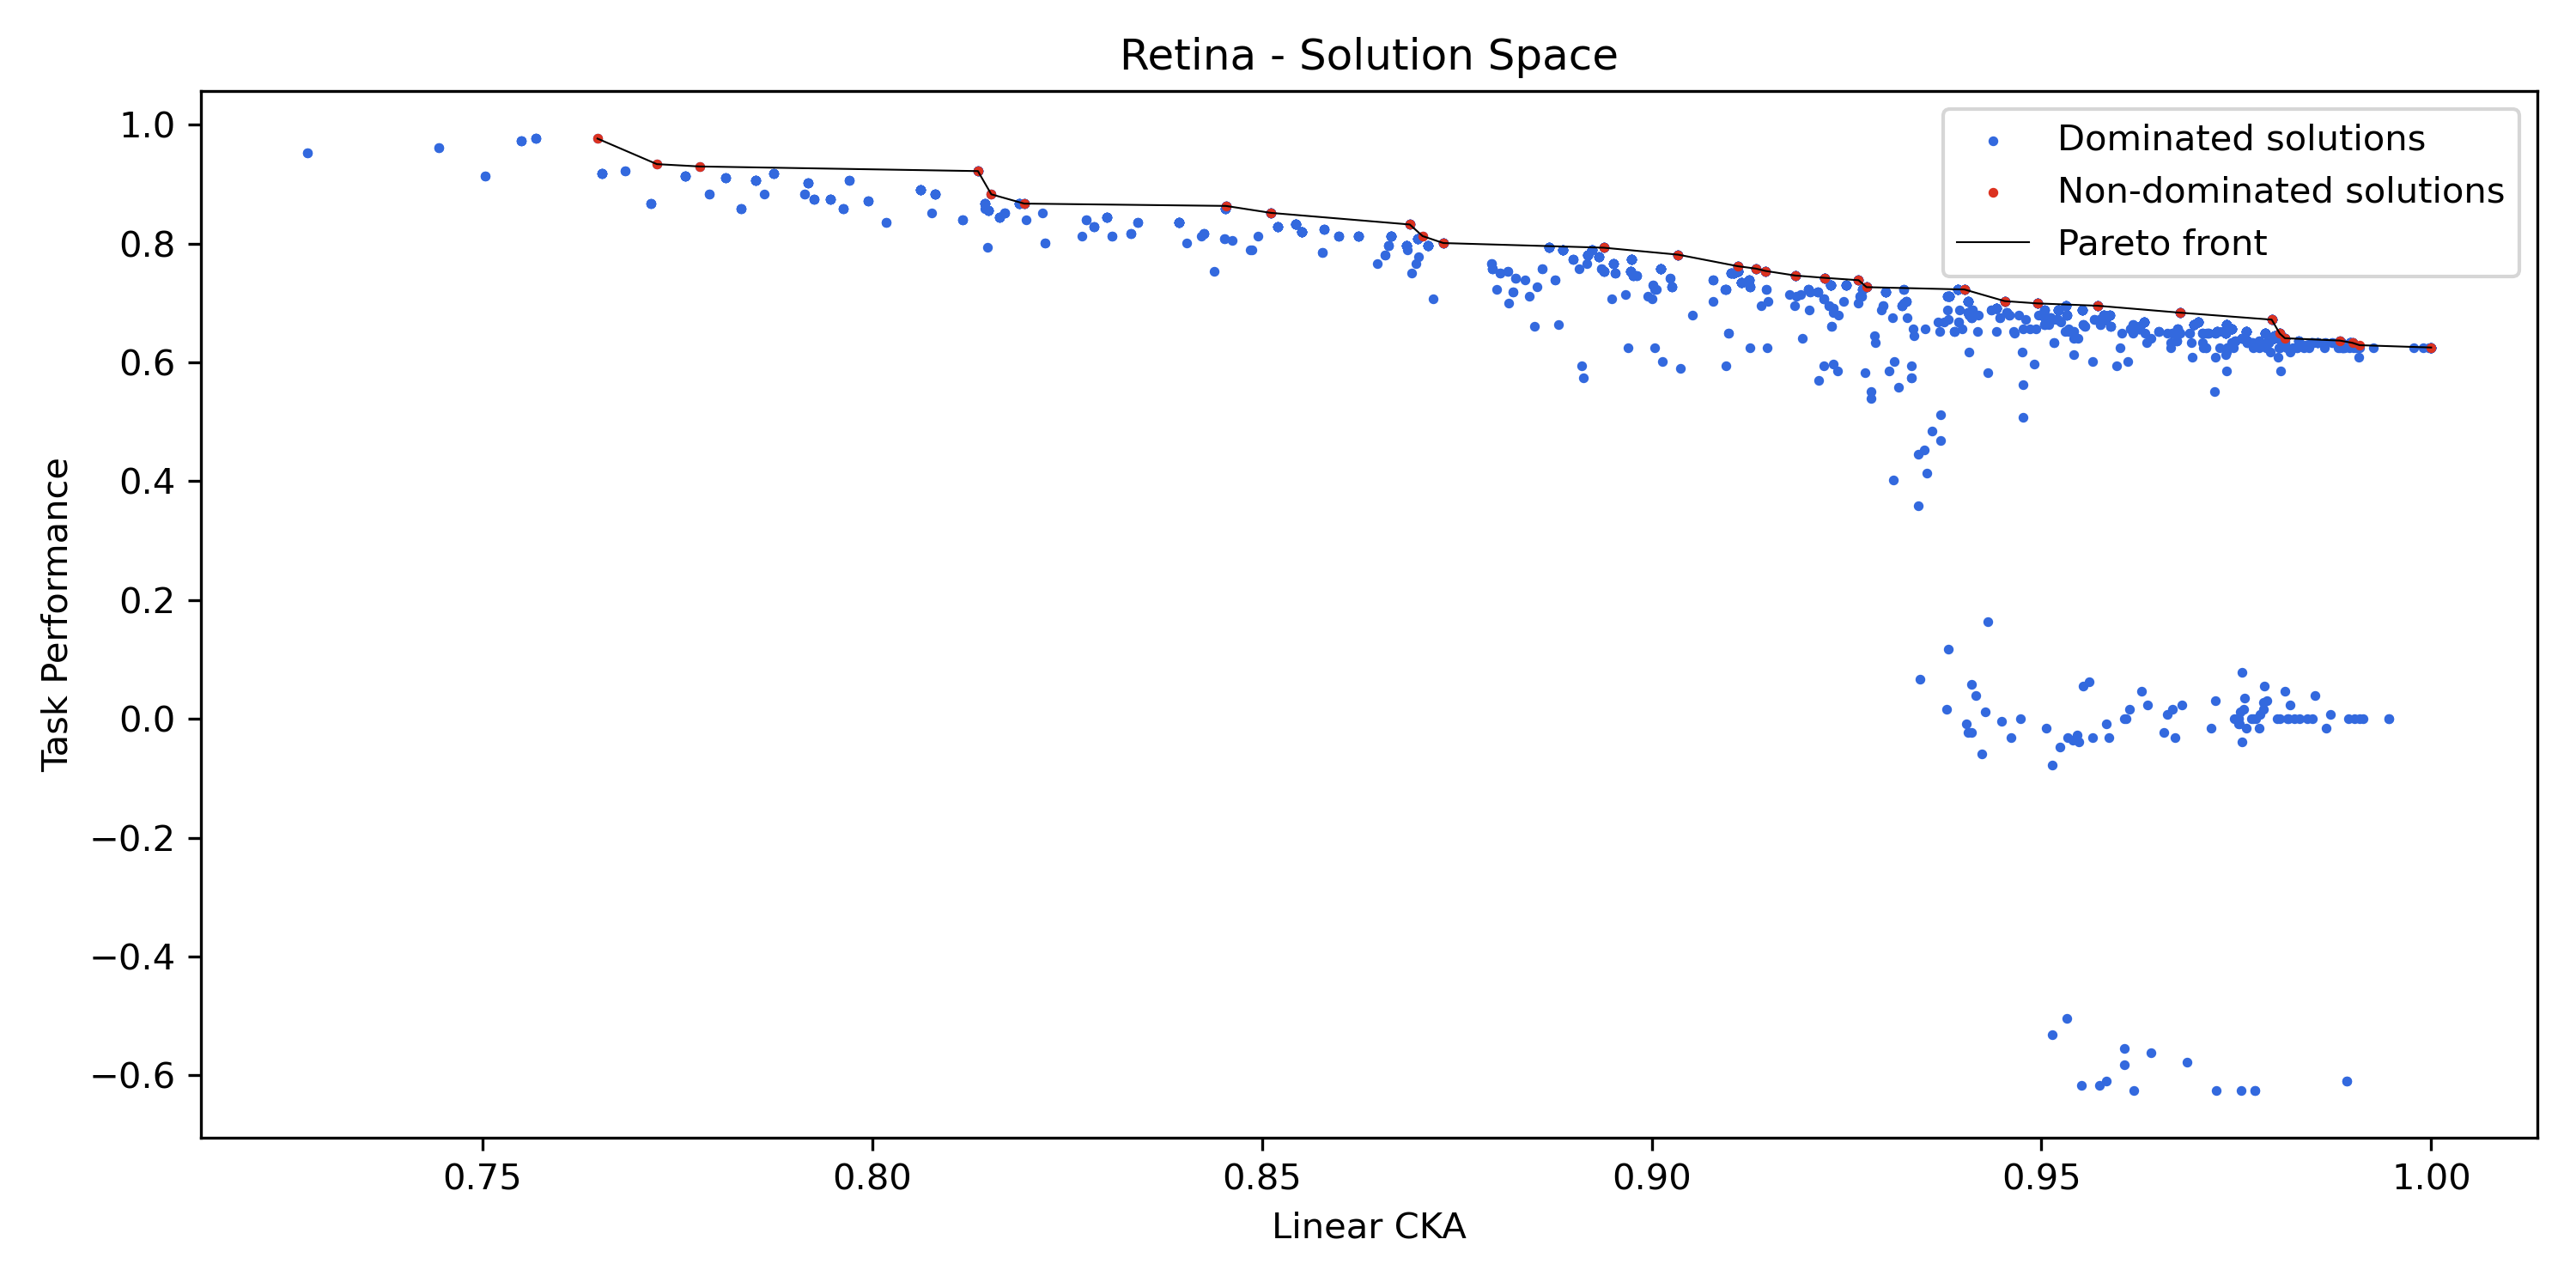 Retina - Solution Space
Dominated solutions
Non-dominated solutions
Pareto front
Task Performance
1.0
0.8
0.6
0.4
0.2
0.0
−0.2
−0.4
−0.6
0.75 0.80 0.85 0.90 0.95 1.00
Linear CKA